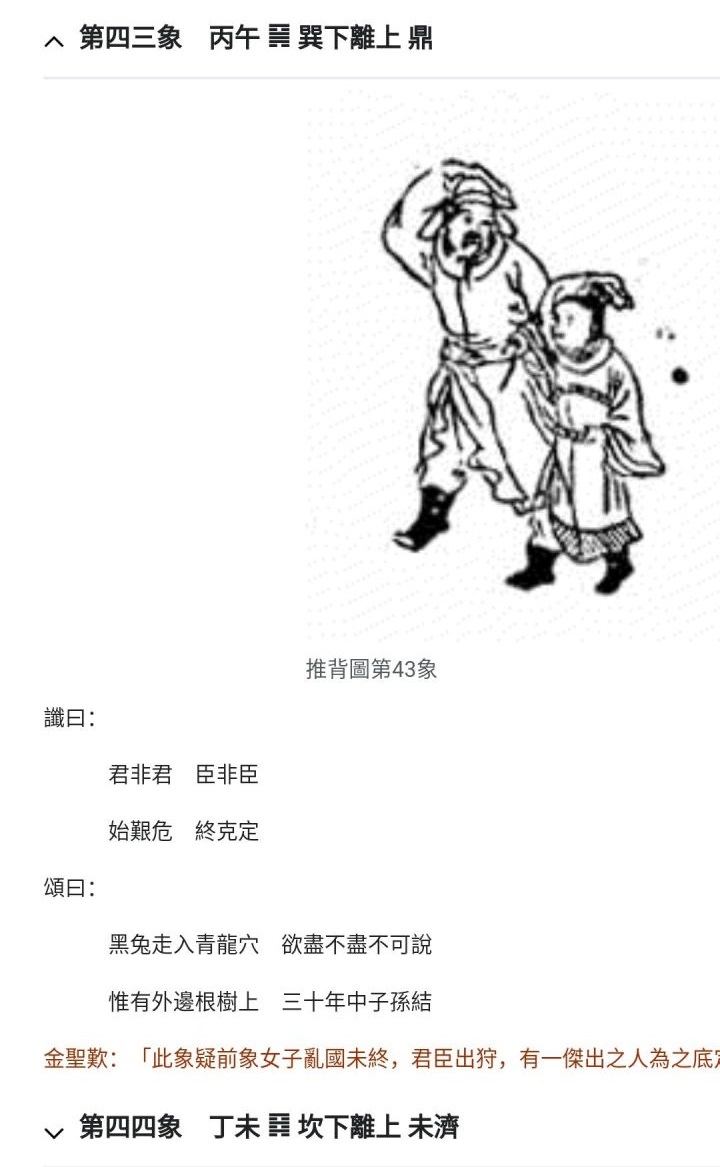 第四三象　丙午 ䷱ 巽下離上 鼎
推背圖第43象
讖曰：
君非君　臣非臣
始艱危　終克定
頌曰：
黑兔走入青龍穴　欲盡不盡不可說
惟有外邊根樹上　三十年中子孫結
金聖歎：「此象疑前象女子亂國未終，君臣出狩，有一傑出之人為之底定
第四四象　丁未 ䷿ 坎下離上 未濟